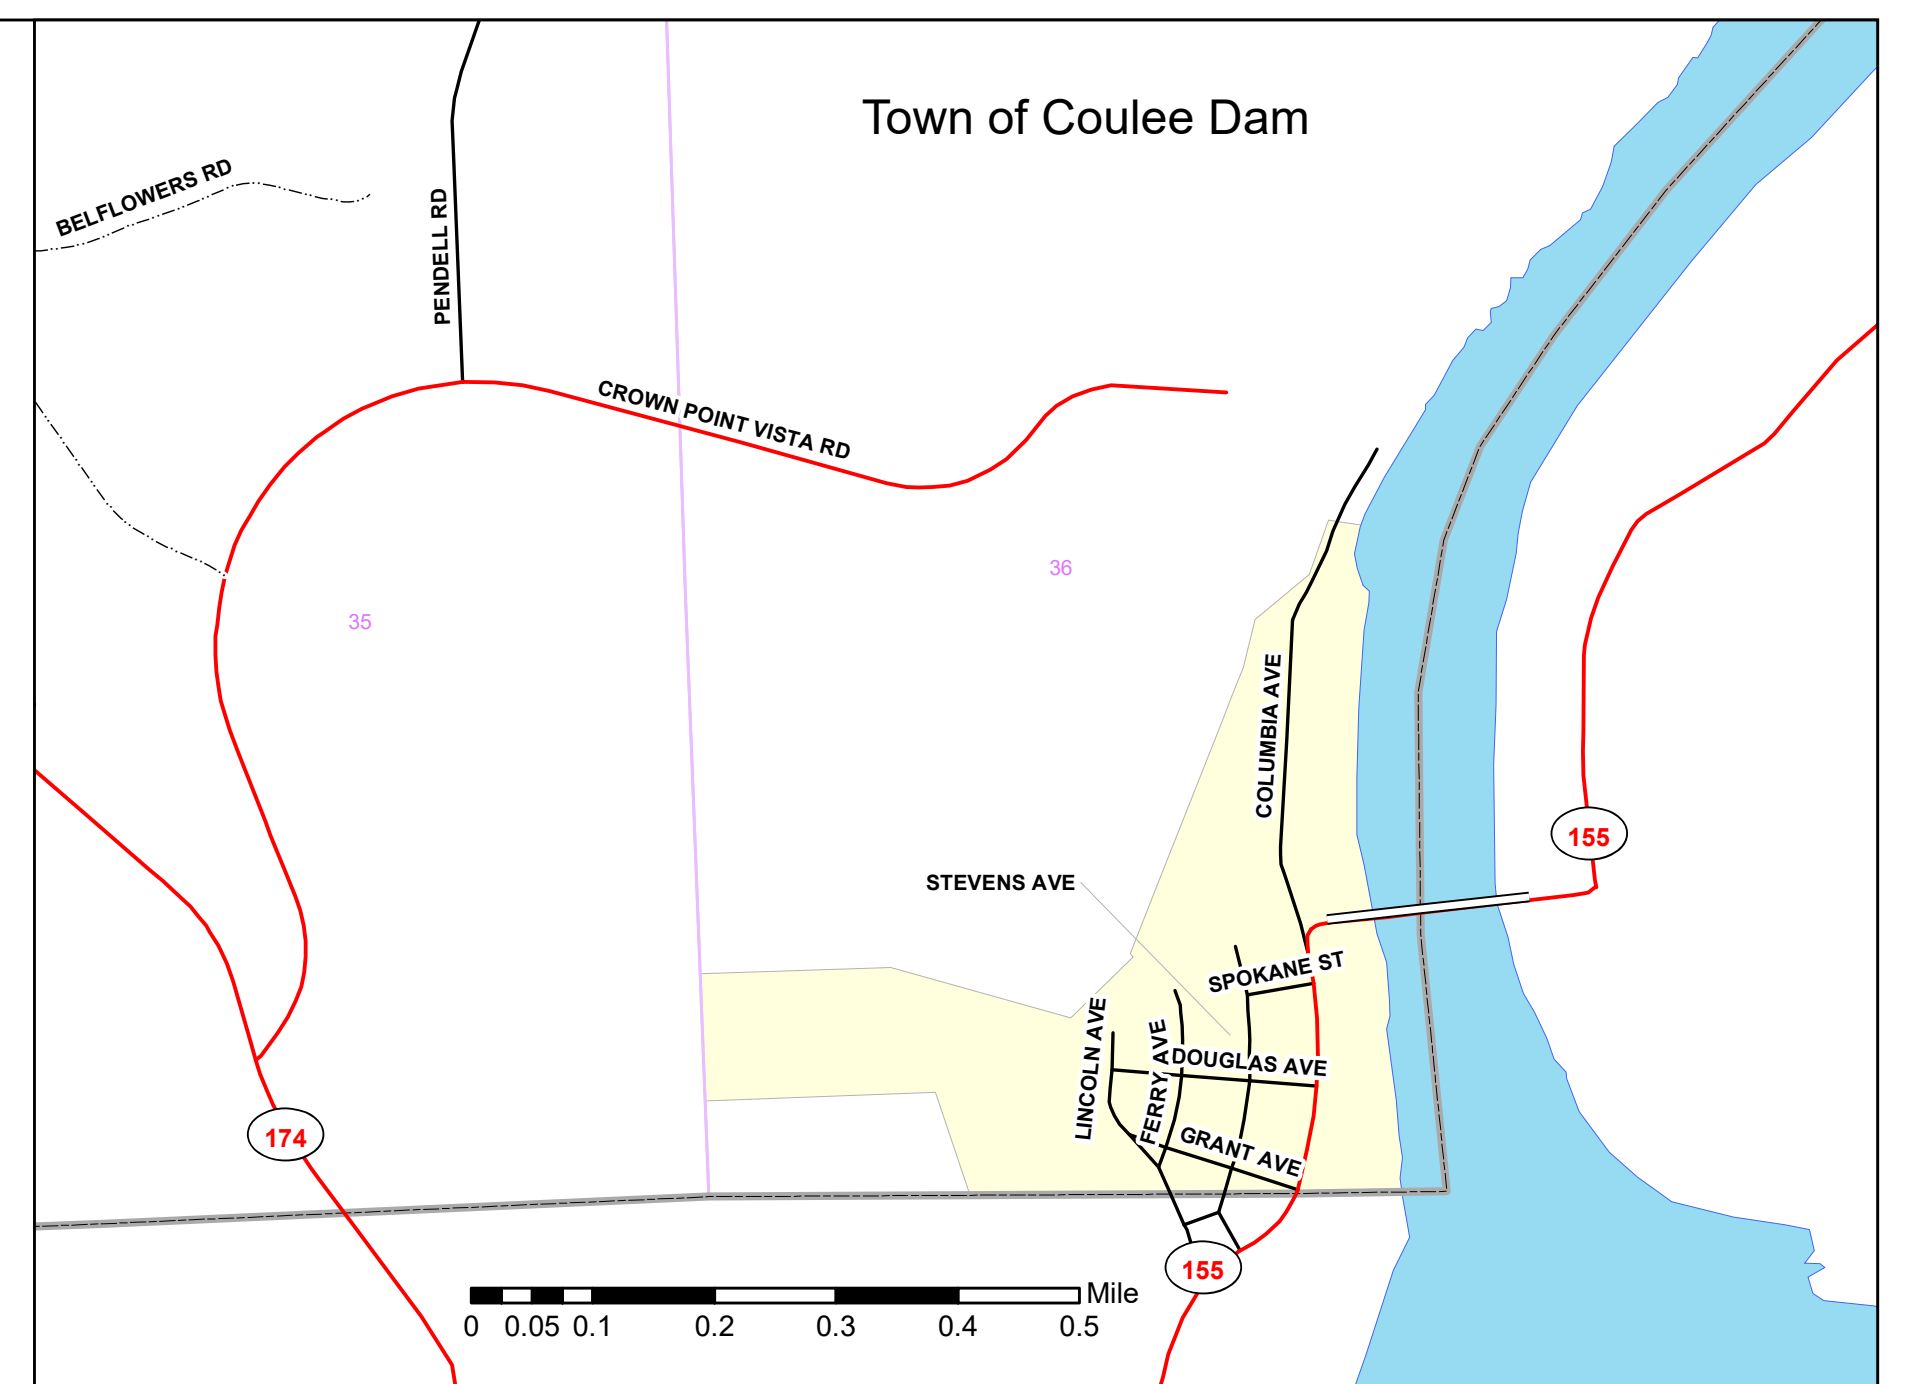 Town of Coulee Dam
BELFLOWERS RD
PENDELL RD
CROWN POINT VISTA RD
36
35
COLUMBIA AVE
155
STEVENS AVE
SPOKANE ST
LINCOLN AVE
FERRY AVE
DOUGLAS AVE
GRANT AVE
174
155
Mile
0 0.05 0.1 0.2 0.3 0.4 0.5